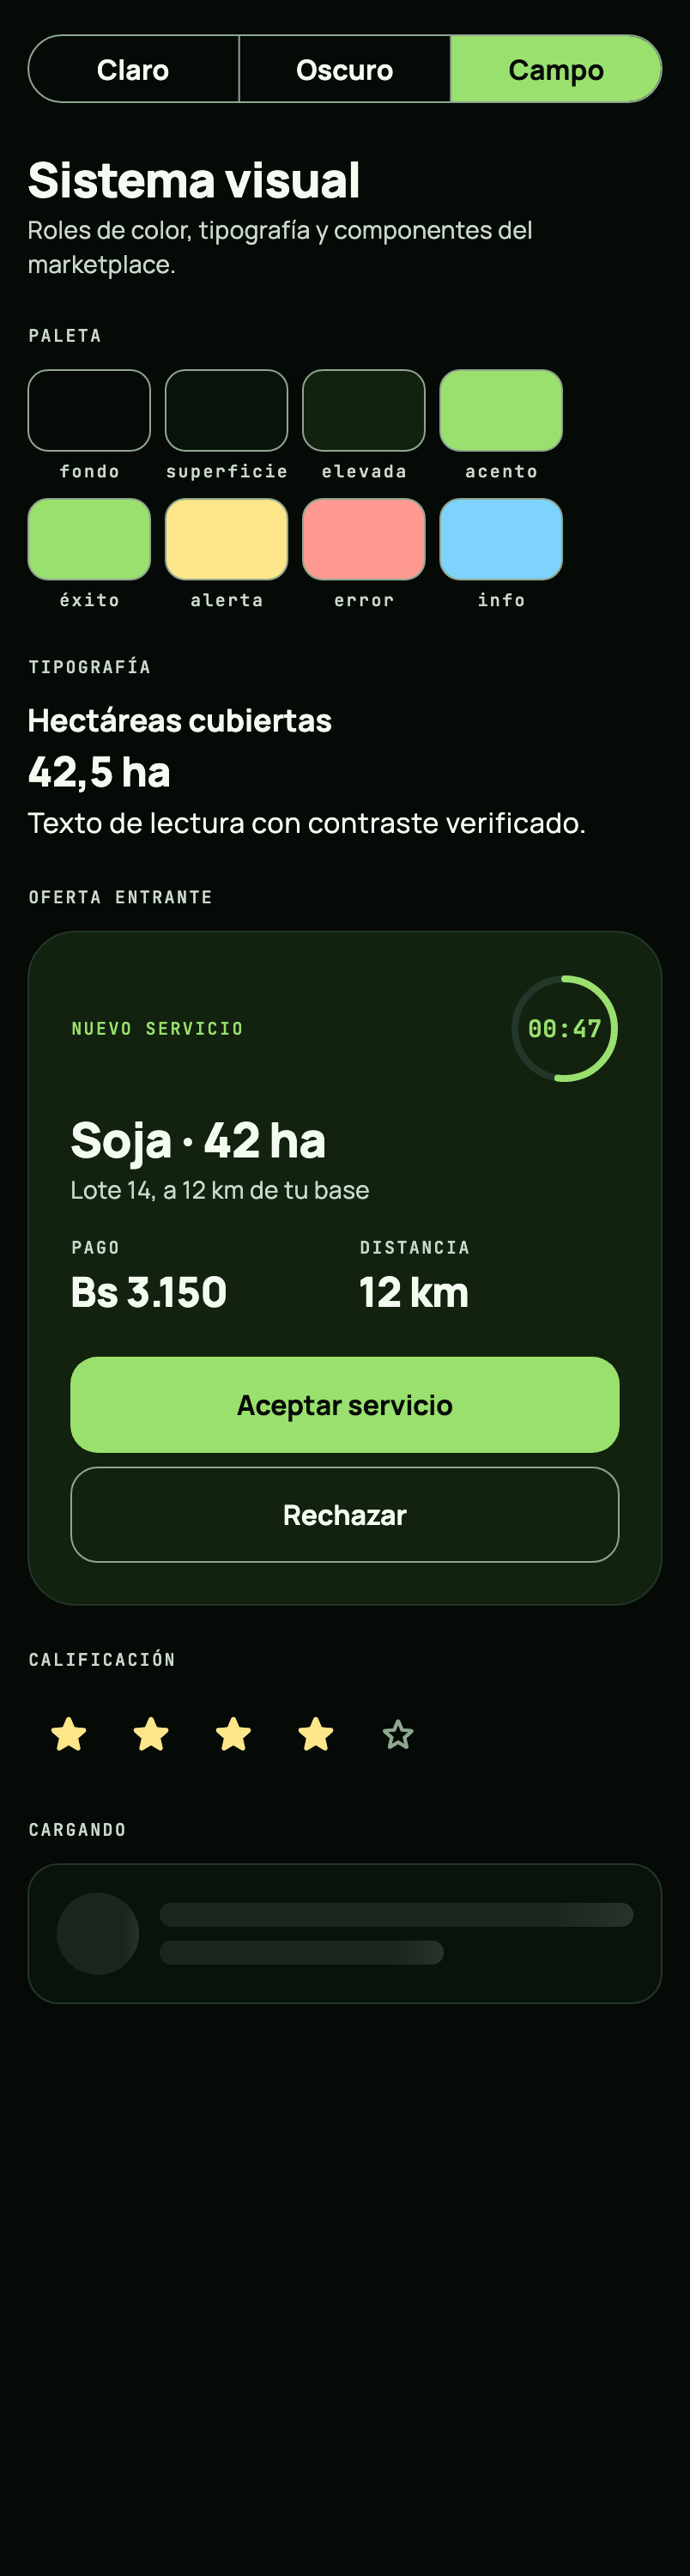 Claro Oscuro Campo
Sistema visual
Roles de color, tipografía y componentes del
marketplace.
PALETA
fondo superficie elevada acento
éxito alerta error info
TIPOGRAFÍA
Hectáreas cubiertas
42,5 ha
Texto de lectura con contraste verificado.
OFERTA ENTRANTE
NUEVO SERVICIO 00:47
Soja · 42 ha
Lote 14, a 12 km de tu base
PAGO DISTANCIA
Bs 3.150 12 km
Aceptar servicio
Rechazar
CALIFICACIÓN
CARGANDO